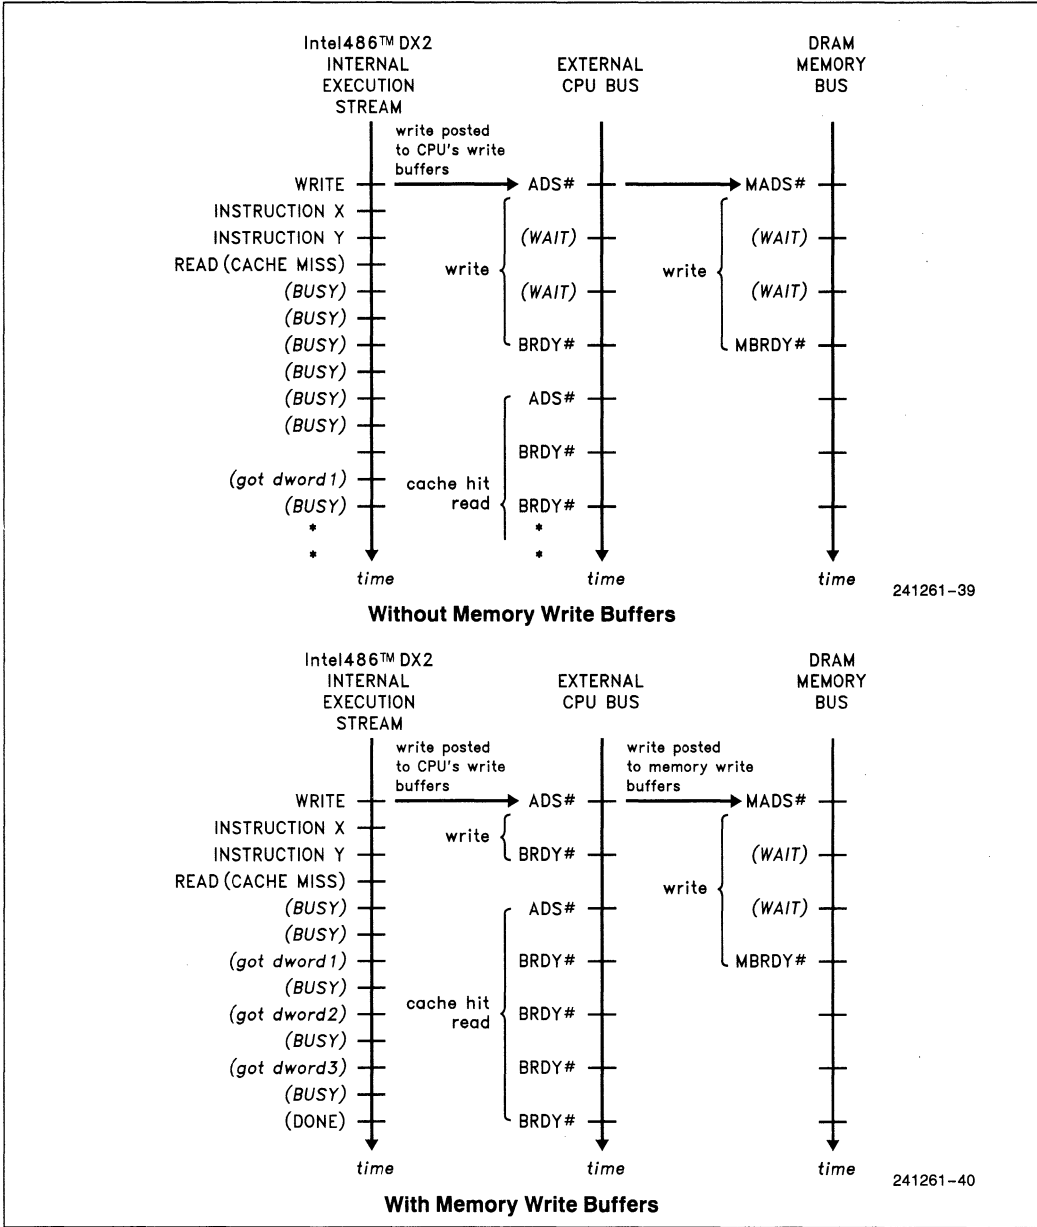 Intel486™ DX2
INTERNAL
EXECUTION
STREAM
EXTERNAL
CPU BUS
DRAM
MEMORY
BUS
write posted
to CPU's write
buffers
WRITE
ADS#
MADS#
INSTRUCTION X
INSTRUCTION Y
(WAIT)
(WAIT)
READ (CACHE MISS)
write
write
(BUSY)
(WAIT)
(WAIT)
(BUSY)
(BUSY)
BRDY#
MBRDY#
(BUSY)
(BUSY)
ADS#
(BUSY)
BRDY#
(got dword1)
cache hit
read
(BUSY)
BRDY#
*
*
*
*
time
time
time
241261-39
Without Memory Write Buffers
Intel486™ DX2
INTERNAL
EXECUTION
STREAM
EXTERNAL
CPU BUS
DRAM
MEMORY
BUS
write posted
to CPU's write
buffers
write posted
to memory write
buffers
WRITE
ADS#
MADS#
INSTRUCTION X
write
INSTRUCTION Y
BRDY#
(WAIT)
READ (CACHE MISS)
write
(BUSY)
ADS#
(WAIT)
(BUSY)
(got dword1)
BRDY#
MBRDY#
(BUSY)
cache hit
read
(got dword2)
BRDY#
(BUSY)
(got dword3)
BRDY#
(BUSY)
(DONE)
BRDY#
time
time
time
241261-40
With Memory Write Buffers